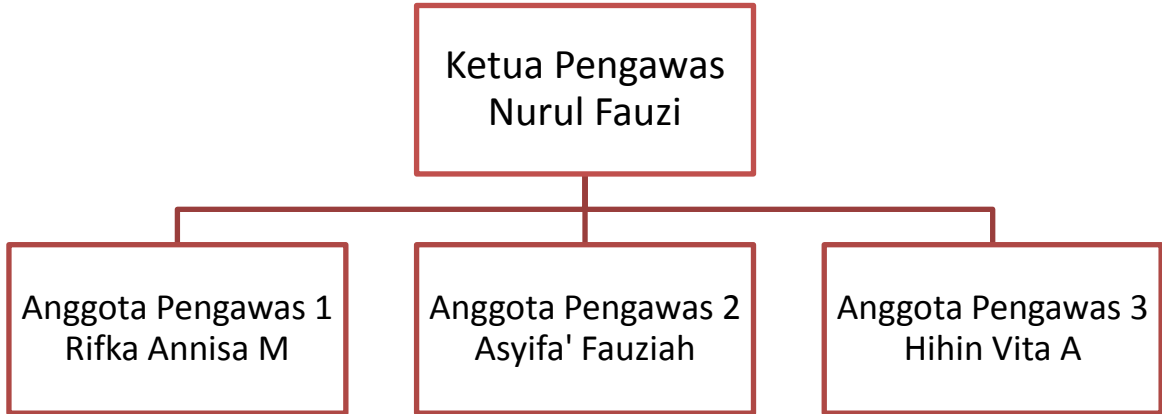 Ketua Pengawas
Nurul Fauzi
Anggota Pengawas 1
Rifka Annisa M
Anggota Pengawas 2
Asyifa' Fauziah
Anggota Pengawas 3
Hihin Vita A